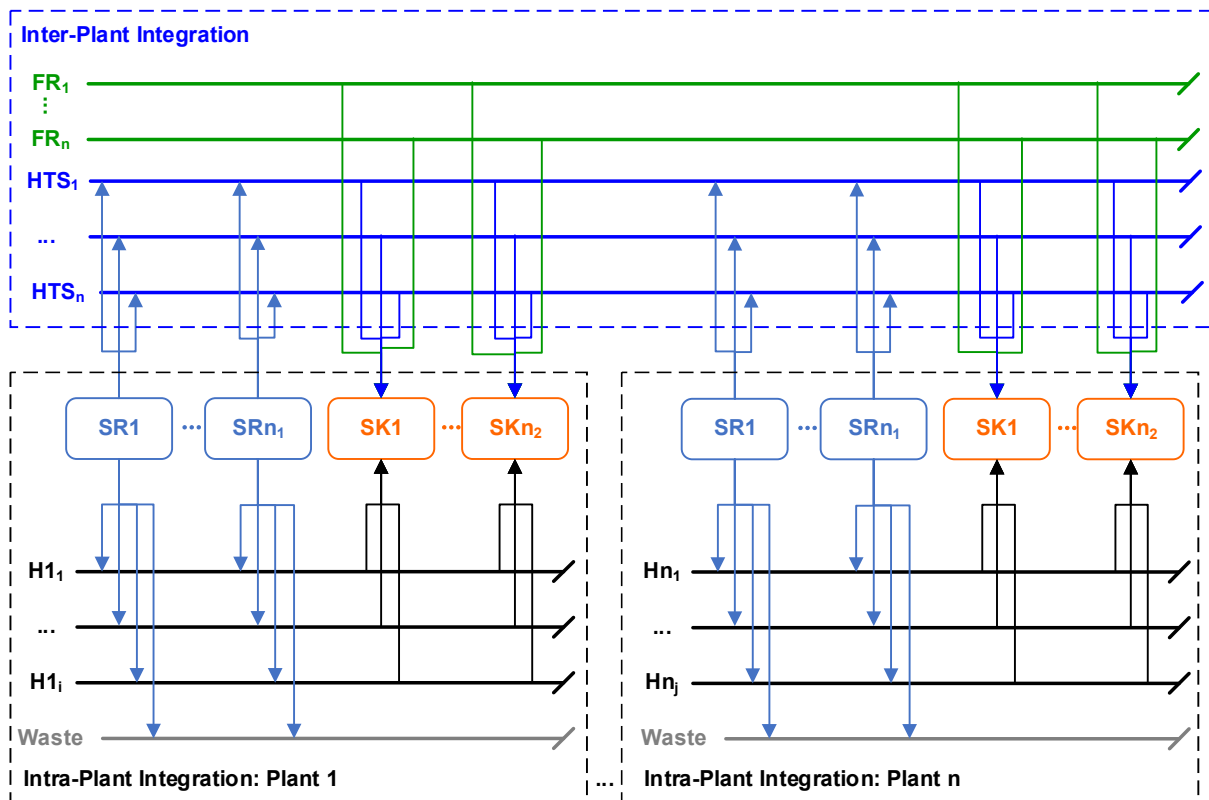 Inter-Plant Integration
FR₁
⋮
FRₙ
HTS₁
...
HTSₙ
SR1 ... SRn₁ SK1 ... SKn₂ SR1 ... SRn₁ SK1 ... SKn₂
H1₁ Hn₁
... ...
H1ᵢ Hnⱼ
Waste Waste
Intra-Plant Integration: Plant 1 ... Intra-Plant Integration: Plant n